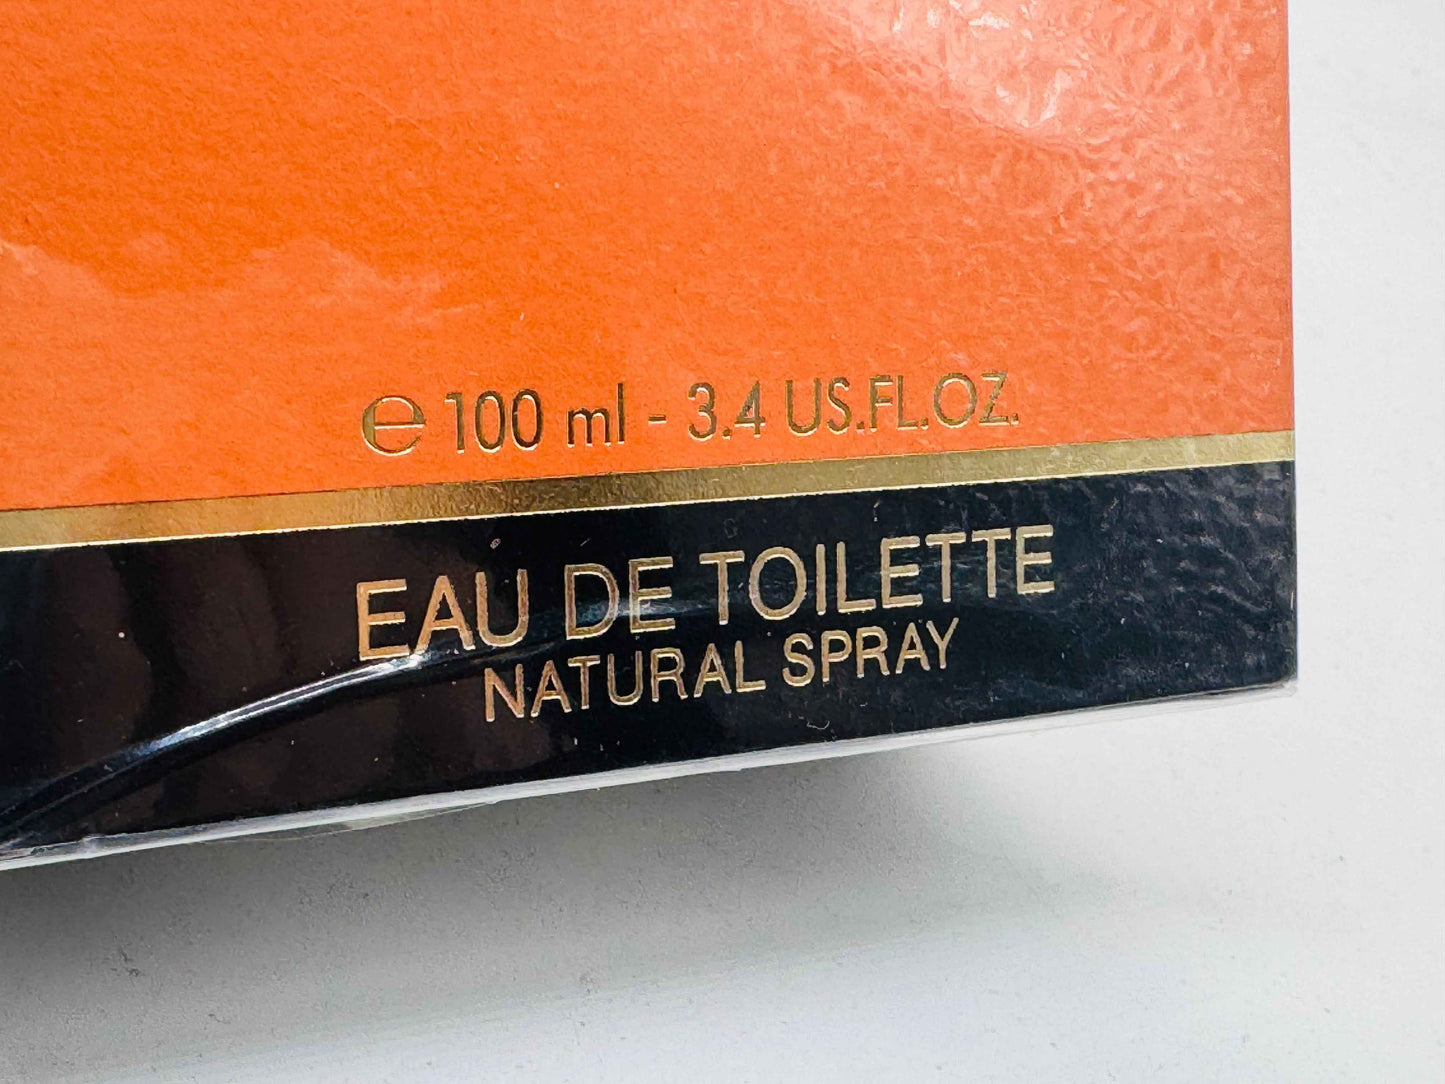 ℮ 100 ml - 3.4 US.FL.OZ.
EAU DE TOILETTE
NATURAL SPRAY